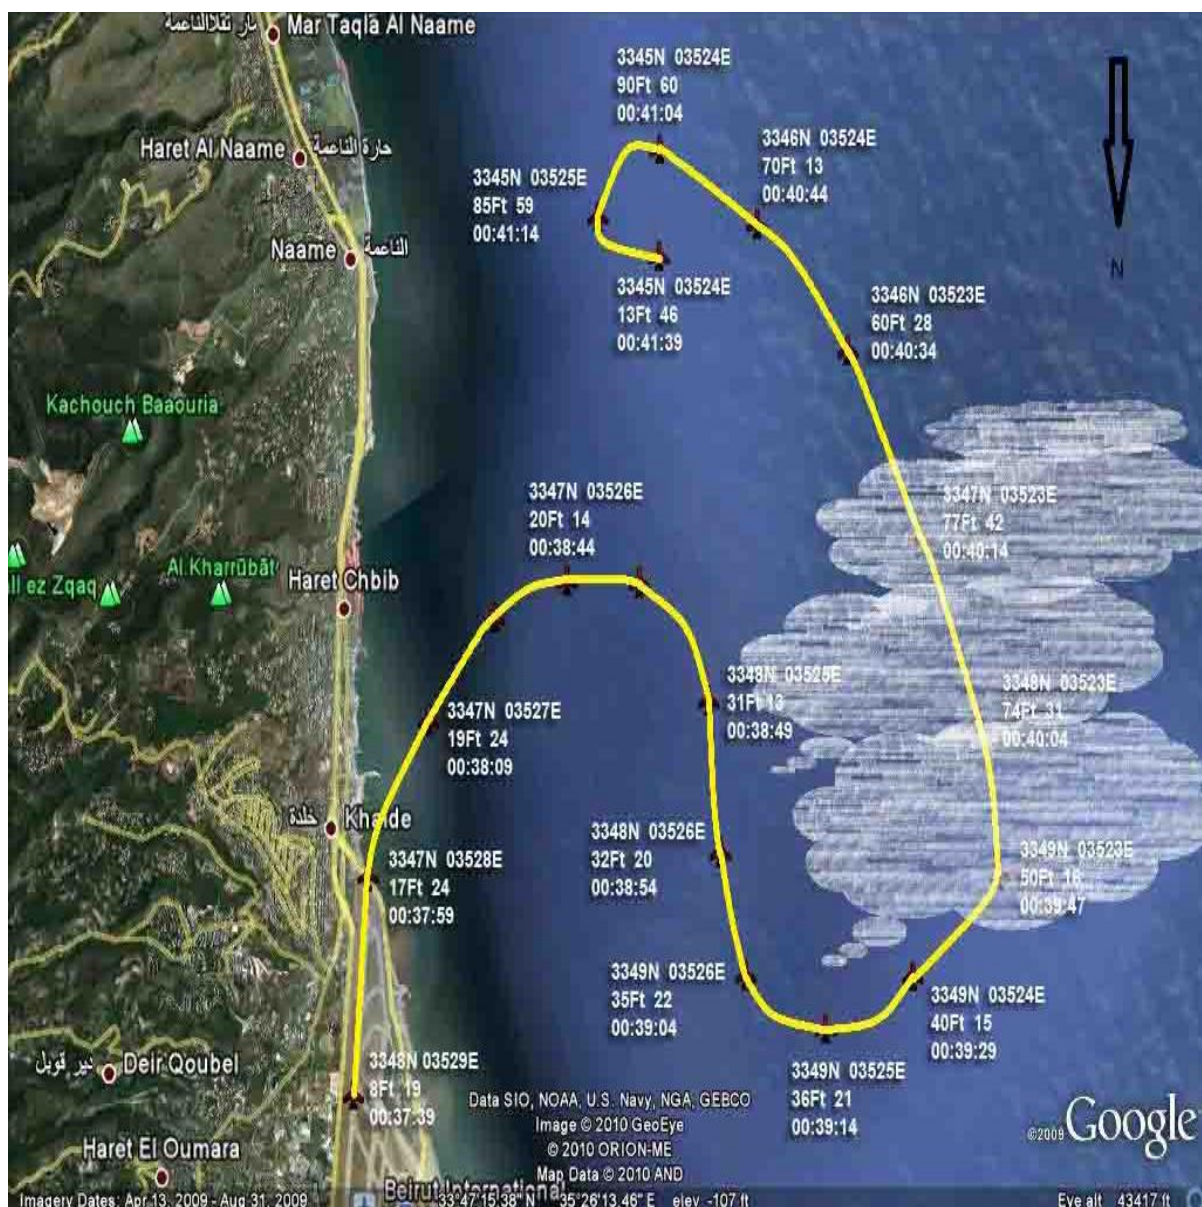 مار تقلا الناعمة
Mar Taqlā Al Naame
Haret Al Naame
حارة الناعمة
Naame
الناعمة
Kachouch Baaouria
Al Kharrūbāt
ll ez Zqaq
Haret Chbib
خلدة
Khalde
دير قوبل
Deir Qoubel
Haret El Oumara
3345N 03524E
90Ft 60
00:41:04
3346N 03524E
70Ft 13
00:40:44
3345N 03525E
85Ft 59
00:41:14
3345N 03524E
13Ft 46
00:41:39
3346N 03523E
60Ft 28
00:40:34
N
3347N 03523E
77Ft 42
00:40:14
3347N 03526E
20Ft 14
00:38:44
3348N 03525E
31Ft 13
00:38:49
3348N 03523E
74Ft 31
00:40:04
3347N 03527E
19Ft 24
00:38:09
3348N 03526E
32Ft 20
00:38:54
3349N 03523E
50Ft 16
00:39:47
3347N 03528E
17Ft 24
00:37:59
3349N 03526E
35Ft 22
00:39:04
3349N 03524E
40Ft 15
00:39:29
3348N 03529E
8Ft 19
00:37:39
3349N 03525E
36Ft 21
00:39:14
Data SIO, NOAA, U.S. Navy, NGA, GEBCO
Image © 2010 GeoEye
© 2010 ORION-ME
Map Data © 2010 AND
©2009 Google
Beirut International
Imagery Dates: Apr 13, 2009 - Aug 31, 2009
33°47'15.38" N 35°26'13.46" E elev -107 ft
Eye alt 43417 ft